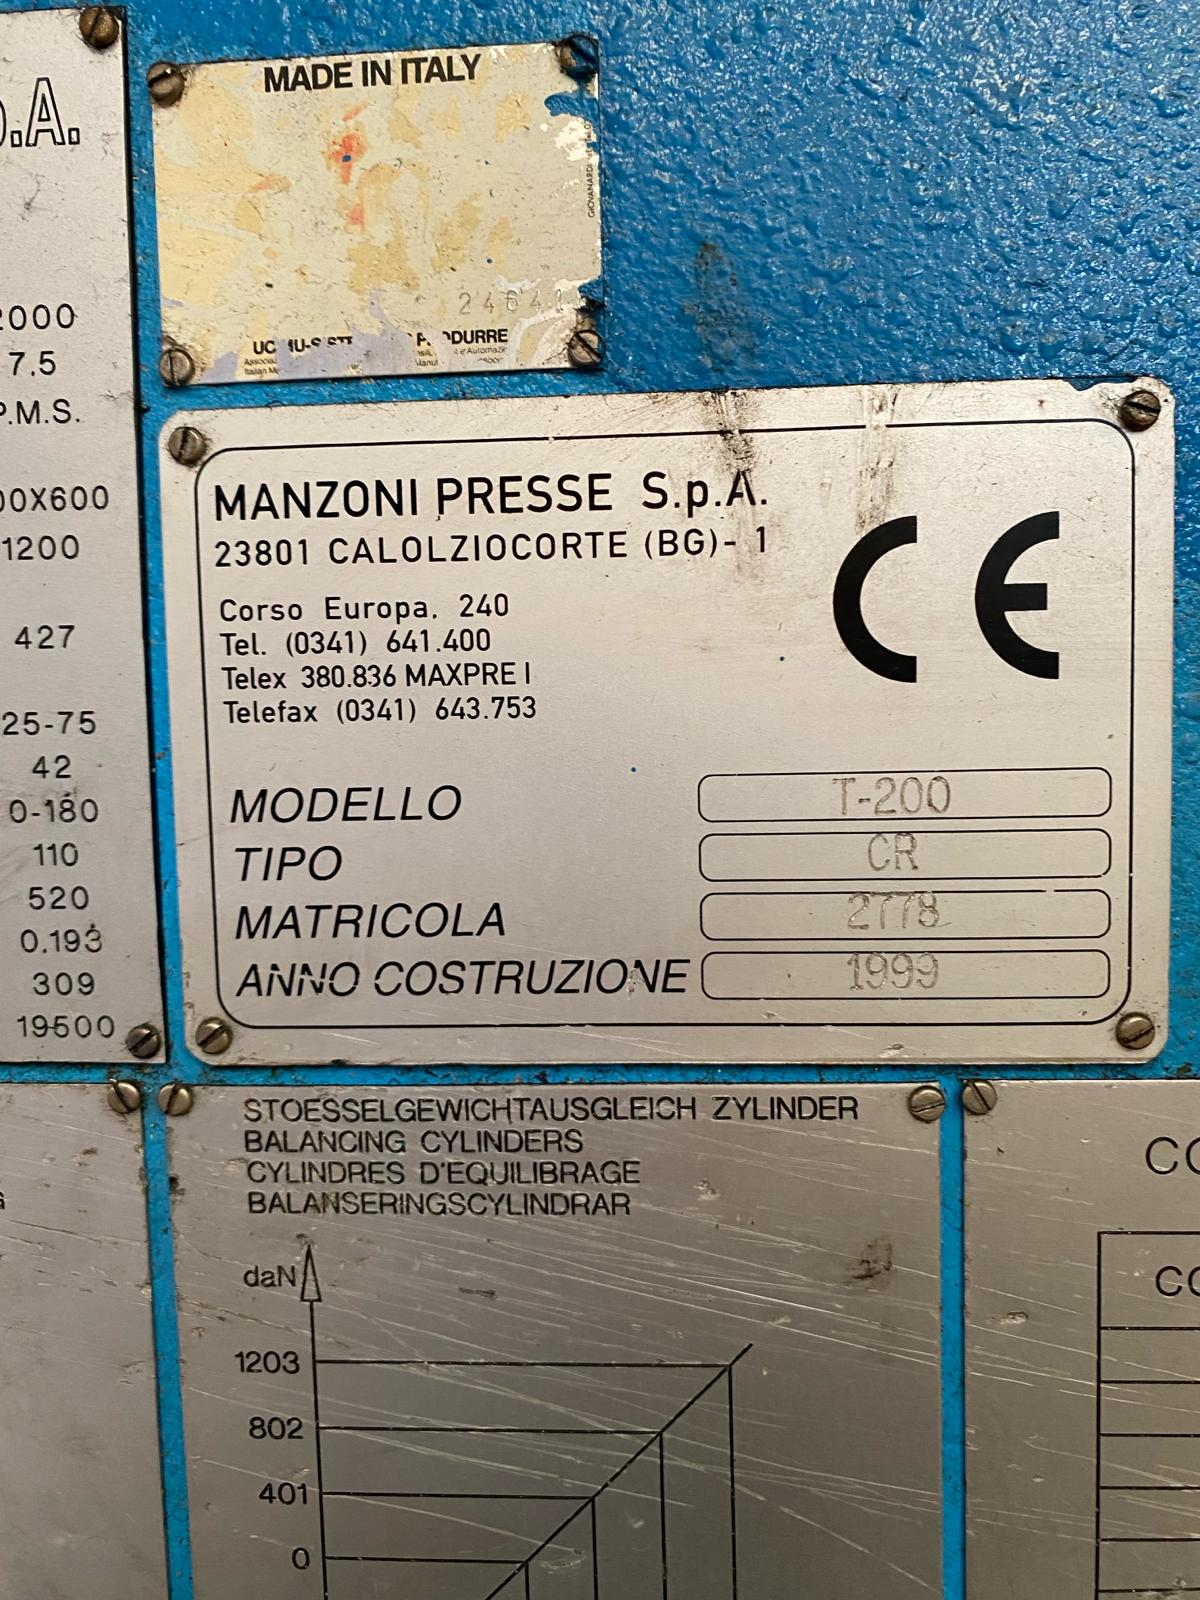 .A.
2000
7.5
P.M.S.
00X600
1200
427
25-75
42
0-180
110
520
0.193
309
19500
MADE IN ITALY
GIOVANARDI
DURRE
MANZONI PRESSE S.p.A.
23801 CALOLZIOCORTE (BG)- 1
Corso Europa, 240
Tel. (0341) 641.400
Telex 380.836 MAXPRE I
Telefax (0341) 643.753
CE
MODELLO T-200
TIPO CR
MATRICOLA 2778
ANNO COSTRUZIONE 1999
STOESSELGEWICHTAUSGLEICH ZYLINDER
BALANCING CYLINDERS
CYLINDRES D'EQUILIBRAGE
BALANSERINGSCYLINDRAR
daN
1203
802
401
0
CO
CO